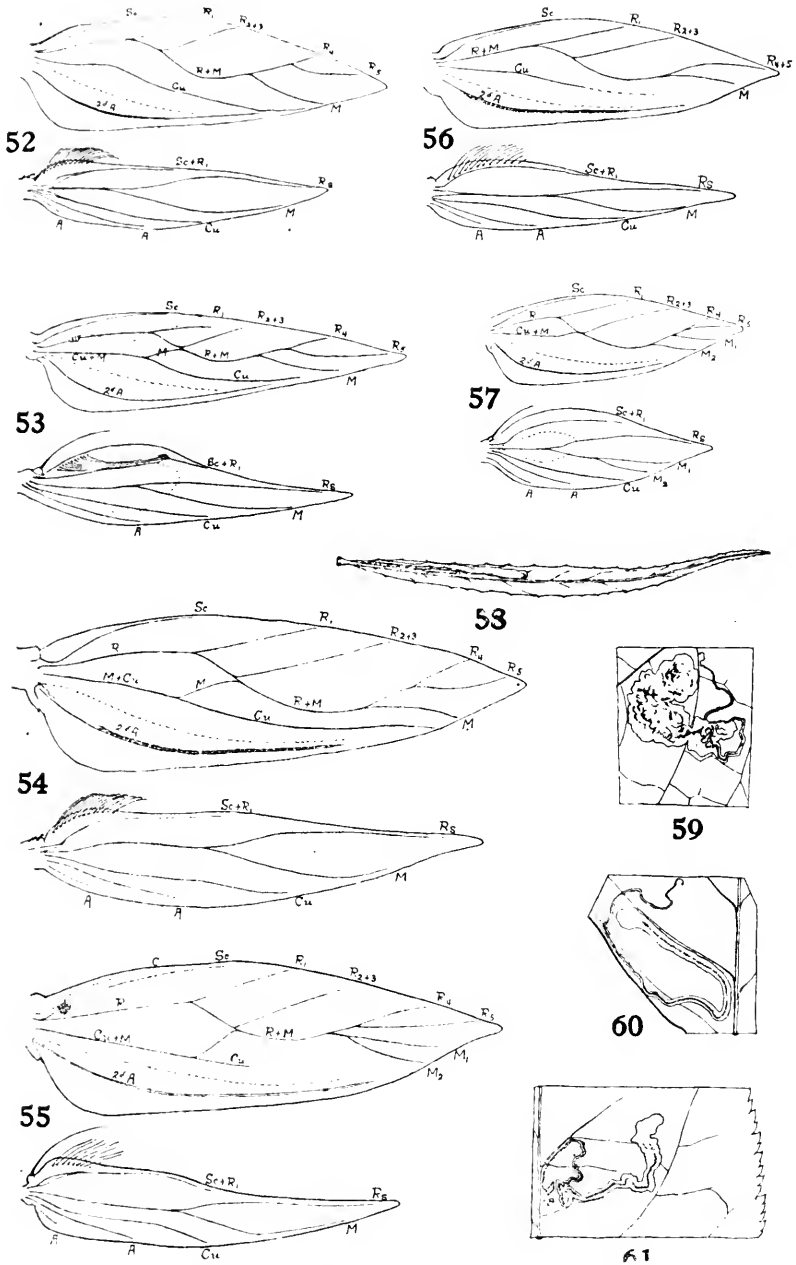 Sc R₁ R₂₊₃ R₄ R₅
R+M
Cu M
2ᵈ A
52
Sc+R₁ Rs
M
A A Cu
Sc R₁ R₂₊₃ R₄₊₅
R+M
Cu M
2ᵈ A
56
Sc+R₁ Rs
M
A A Cu
Sc R₁ R₂₊₃ R₄
Cu+M M R+M
2ᵈ A Cu M
53
Sc+R₁ Rs
A Cu M
Sc R₁ R₂₊₃ R₄ R₅
R
Cu+M M₁
2ᵈ A M₂
57
Sc+R₁ Rs
M₁
A A Cu M₂
58
Sc R₁ R₂₊₃ R₄ R₅
R
M+Cu M R+M
Cu M
2ᵈ A
54
Sc+R₁ Rs
M
A A Cu
59
60
C Sc R₁ R₂₊₃ R₄ R₅
R
Cu+M R+M
Cu M₁
2ᵈ A M₂
55
Sc+R₁ Rs
M
A A Cu
61